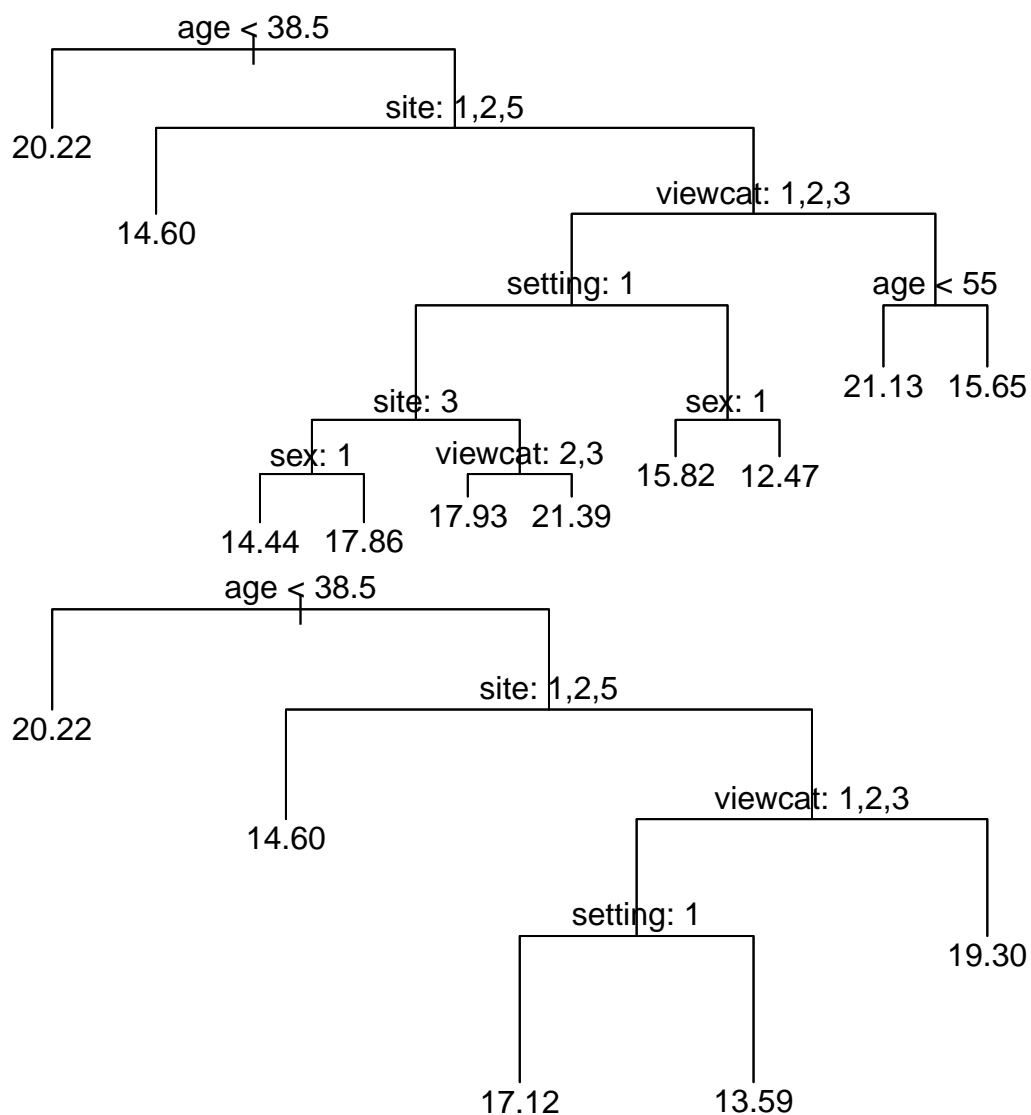 age < 38.5
site: 1,2,5
20.22
viewcat: 1,2,3
14.60
setting: 1
age < 55
21.13
15.65
site: 3
sex: 1
sex: 1
viewcat: 2,3
15.82
12.47
17.93
21.39
14.44
17.86
age < 38.5
site: 1,2,5
20.22
viewcat: 1,2,3
14.60
setting: 1
19.30
17.12
13.59